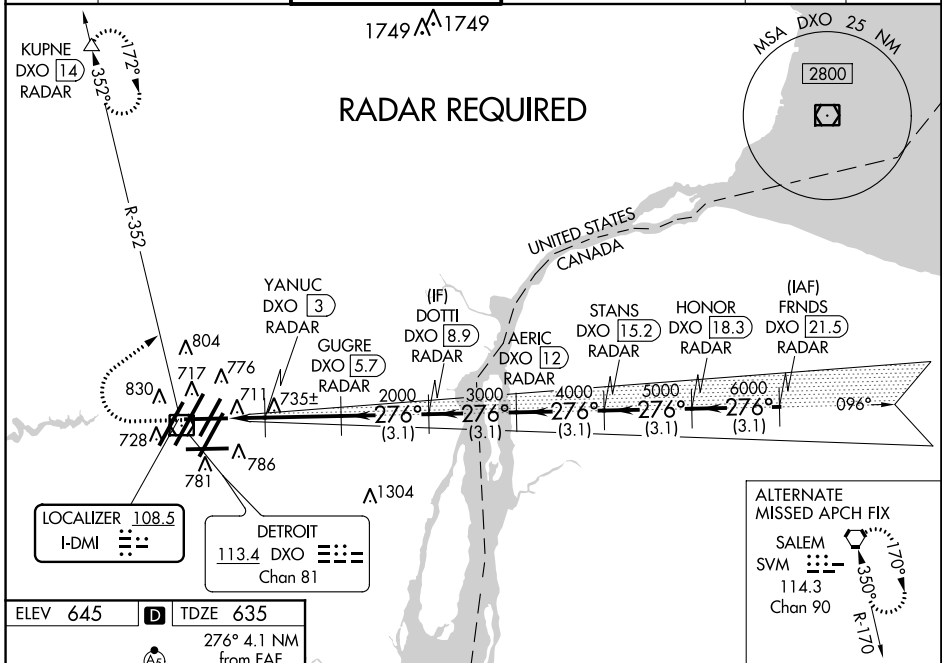 1749 1749
KUPNE
DXO 14
RADAR
172°
352°
R-352
RADAR REQUIRED
MSA DXO 25 NM
2800
UNITED STATES
CANADA
YANUC
DXO 3
RADAR
GUGRE
DXO 5.7
RADAR
(IF)
DOTTI
DXO 8.9
RADAR
AERIC
DXO 12
RADAR
STANS
DXO 15.2
RADAR
HONOR
DXO 18.3
RADAR
(IAF)
FRNDS
DXO 21.5
RADAR
804
717 776
830 711 735±
728
781 786
1304
2000 3000 4000 5000 6000
276° 276° 276° 276° 276° 096°
(3.1) (3.1) (3.1) (3.1) (3.1)
LOCALIZER 108.5
I-DMI
DETROIT
113.4 DXO
Chan 81
ALTERNATE
MISSED APCH FIX
SALEM
SVM
114.3
Chan 90
170°
350°
R-170
ELEV 645 D TDZE 635
276° 4.1 NM
from FAF
A5